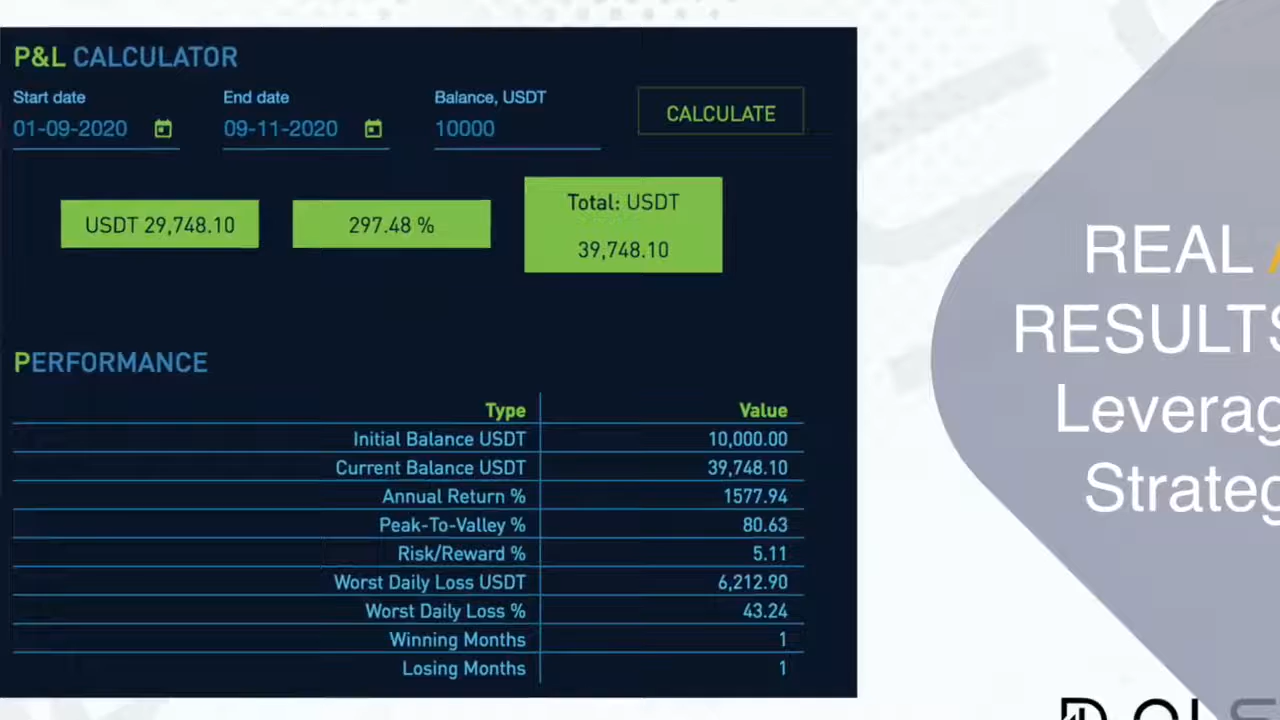 P&L CALCULATOR
Start date End date Balance, USDT
01-09-2020 09-11-2020 10000 CALCULATE
USDT 29,748.10 297.48 % Total: USDT
39,748.10
PERFORMANCE
Type Value
Initial Balance USDT 10,000.00
Current Balance USDT 39,748.10
Annual Return % 1577.94
Peak-To-Valley % 80.63
Risk/Reward % 5.11
Worst Daily Loss USDT 6,212.90
Worst Daily Loss % 43.24
Winning Months 1
Losing Months 1
REAL
RESULTS
Leverag
Strateg